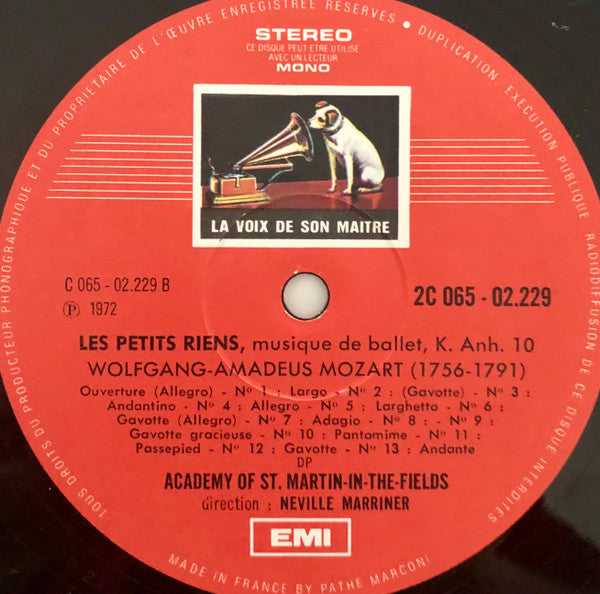 TOUS DROITS DU PRODUCTEUR PHONOGRAPHIQUE ET DU PROPRIETAIRE DE L'ŒUVRE ENREGISTREE RESERVES • DUPLICATION, EXECUTION PUBLIQUE RADIODIFFUSION DE CE DISQUE INTERDITES
STEREO
CE DISQUE PEUT ETRE UTILISE
AVEC UN LECTEUR
MONO
LA VOIX DE SON MAITRE
C 065 - 02.229 B
Ⓟ 1972
2C 065 - 02.229
LES PETITS RIENS, musique de ballet, K. Anh. 10
WOLFGANG-AMADEUS MOZART (1756-1791)
Ouverture (Allegro) - Nº 1 : Largo - Nº 2 : (Gavotte) - Nº 3 :
Andantino - Nº 4 : Allegro - Nº 5 : Larghetto - Nº 6 :
Gavotte (Allegro) - Nº 7 : Adagio - Nº 8 : - Nº 9 :
Gavotte gracieuse - Nº 10 : Pantomime - Nº 11 :
Passepied - Nº 12 : Gavotte - Nº 13 : Andante
DP
ACADEMY OF ST. MARTIN-IN-THE-FIELDS
direction : NEVILLE MARRINER
EMI
MADE IN FRANCE BY PATHE MARCONI